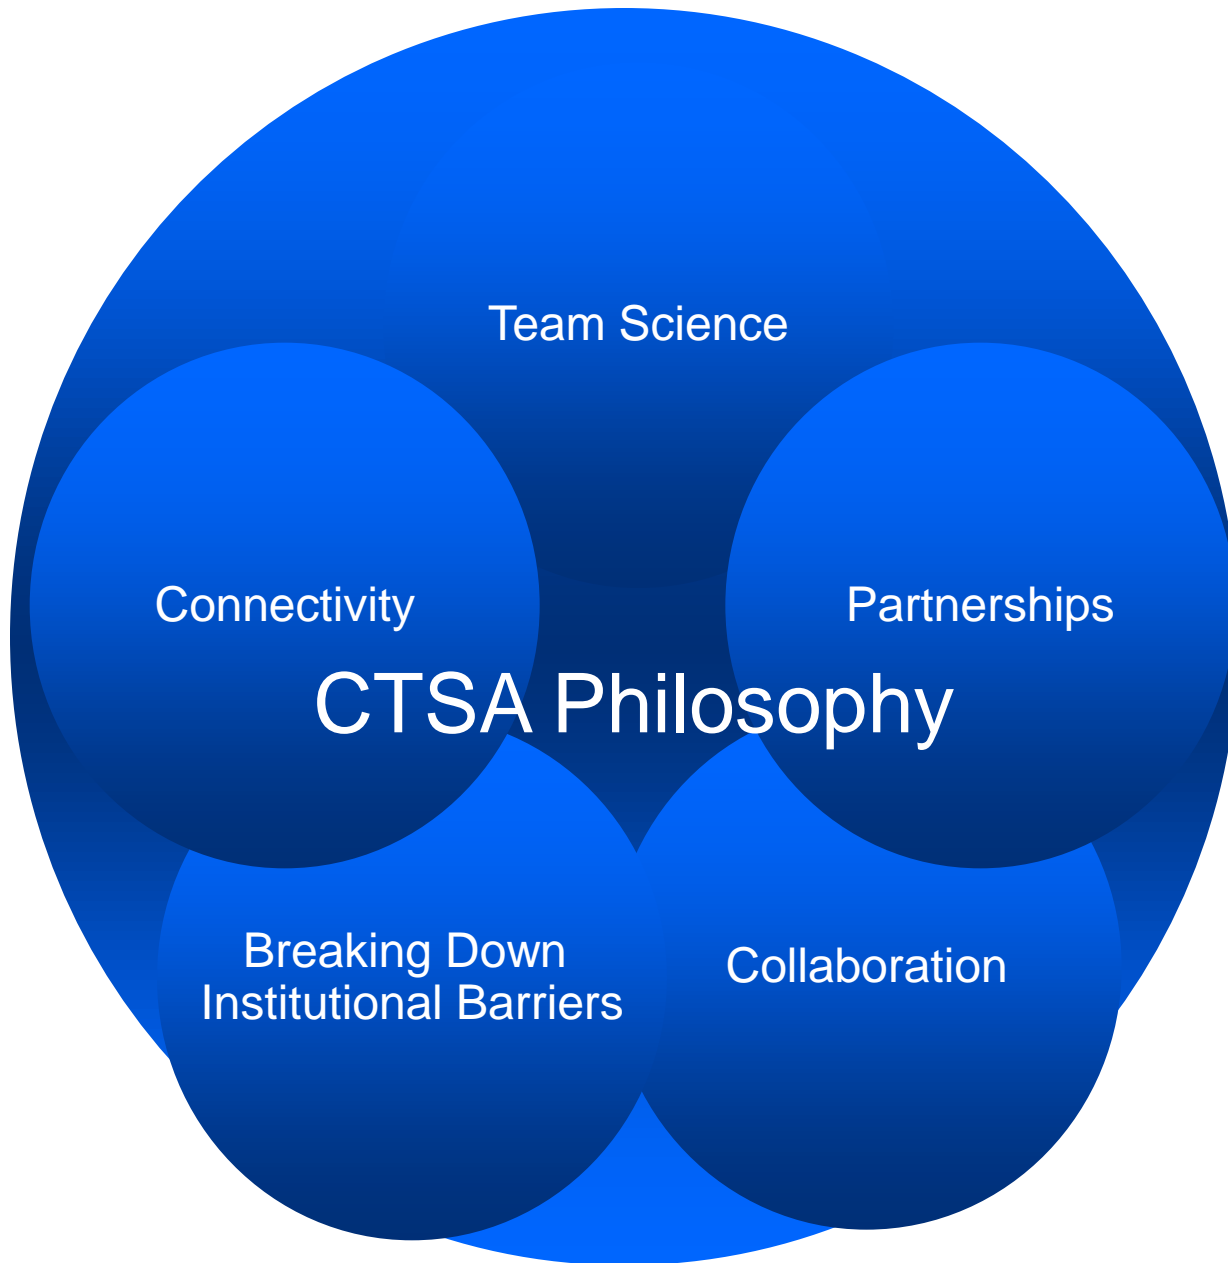 Team Science
Connectivity
Partnerships
CTSA Philosophy
Breaking Down
Institutional Barriers
Collaboration